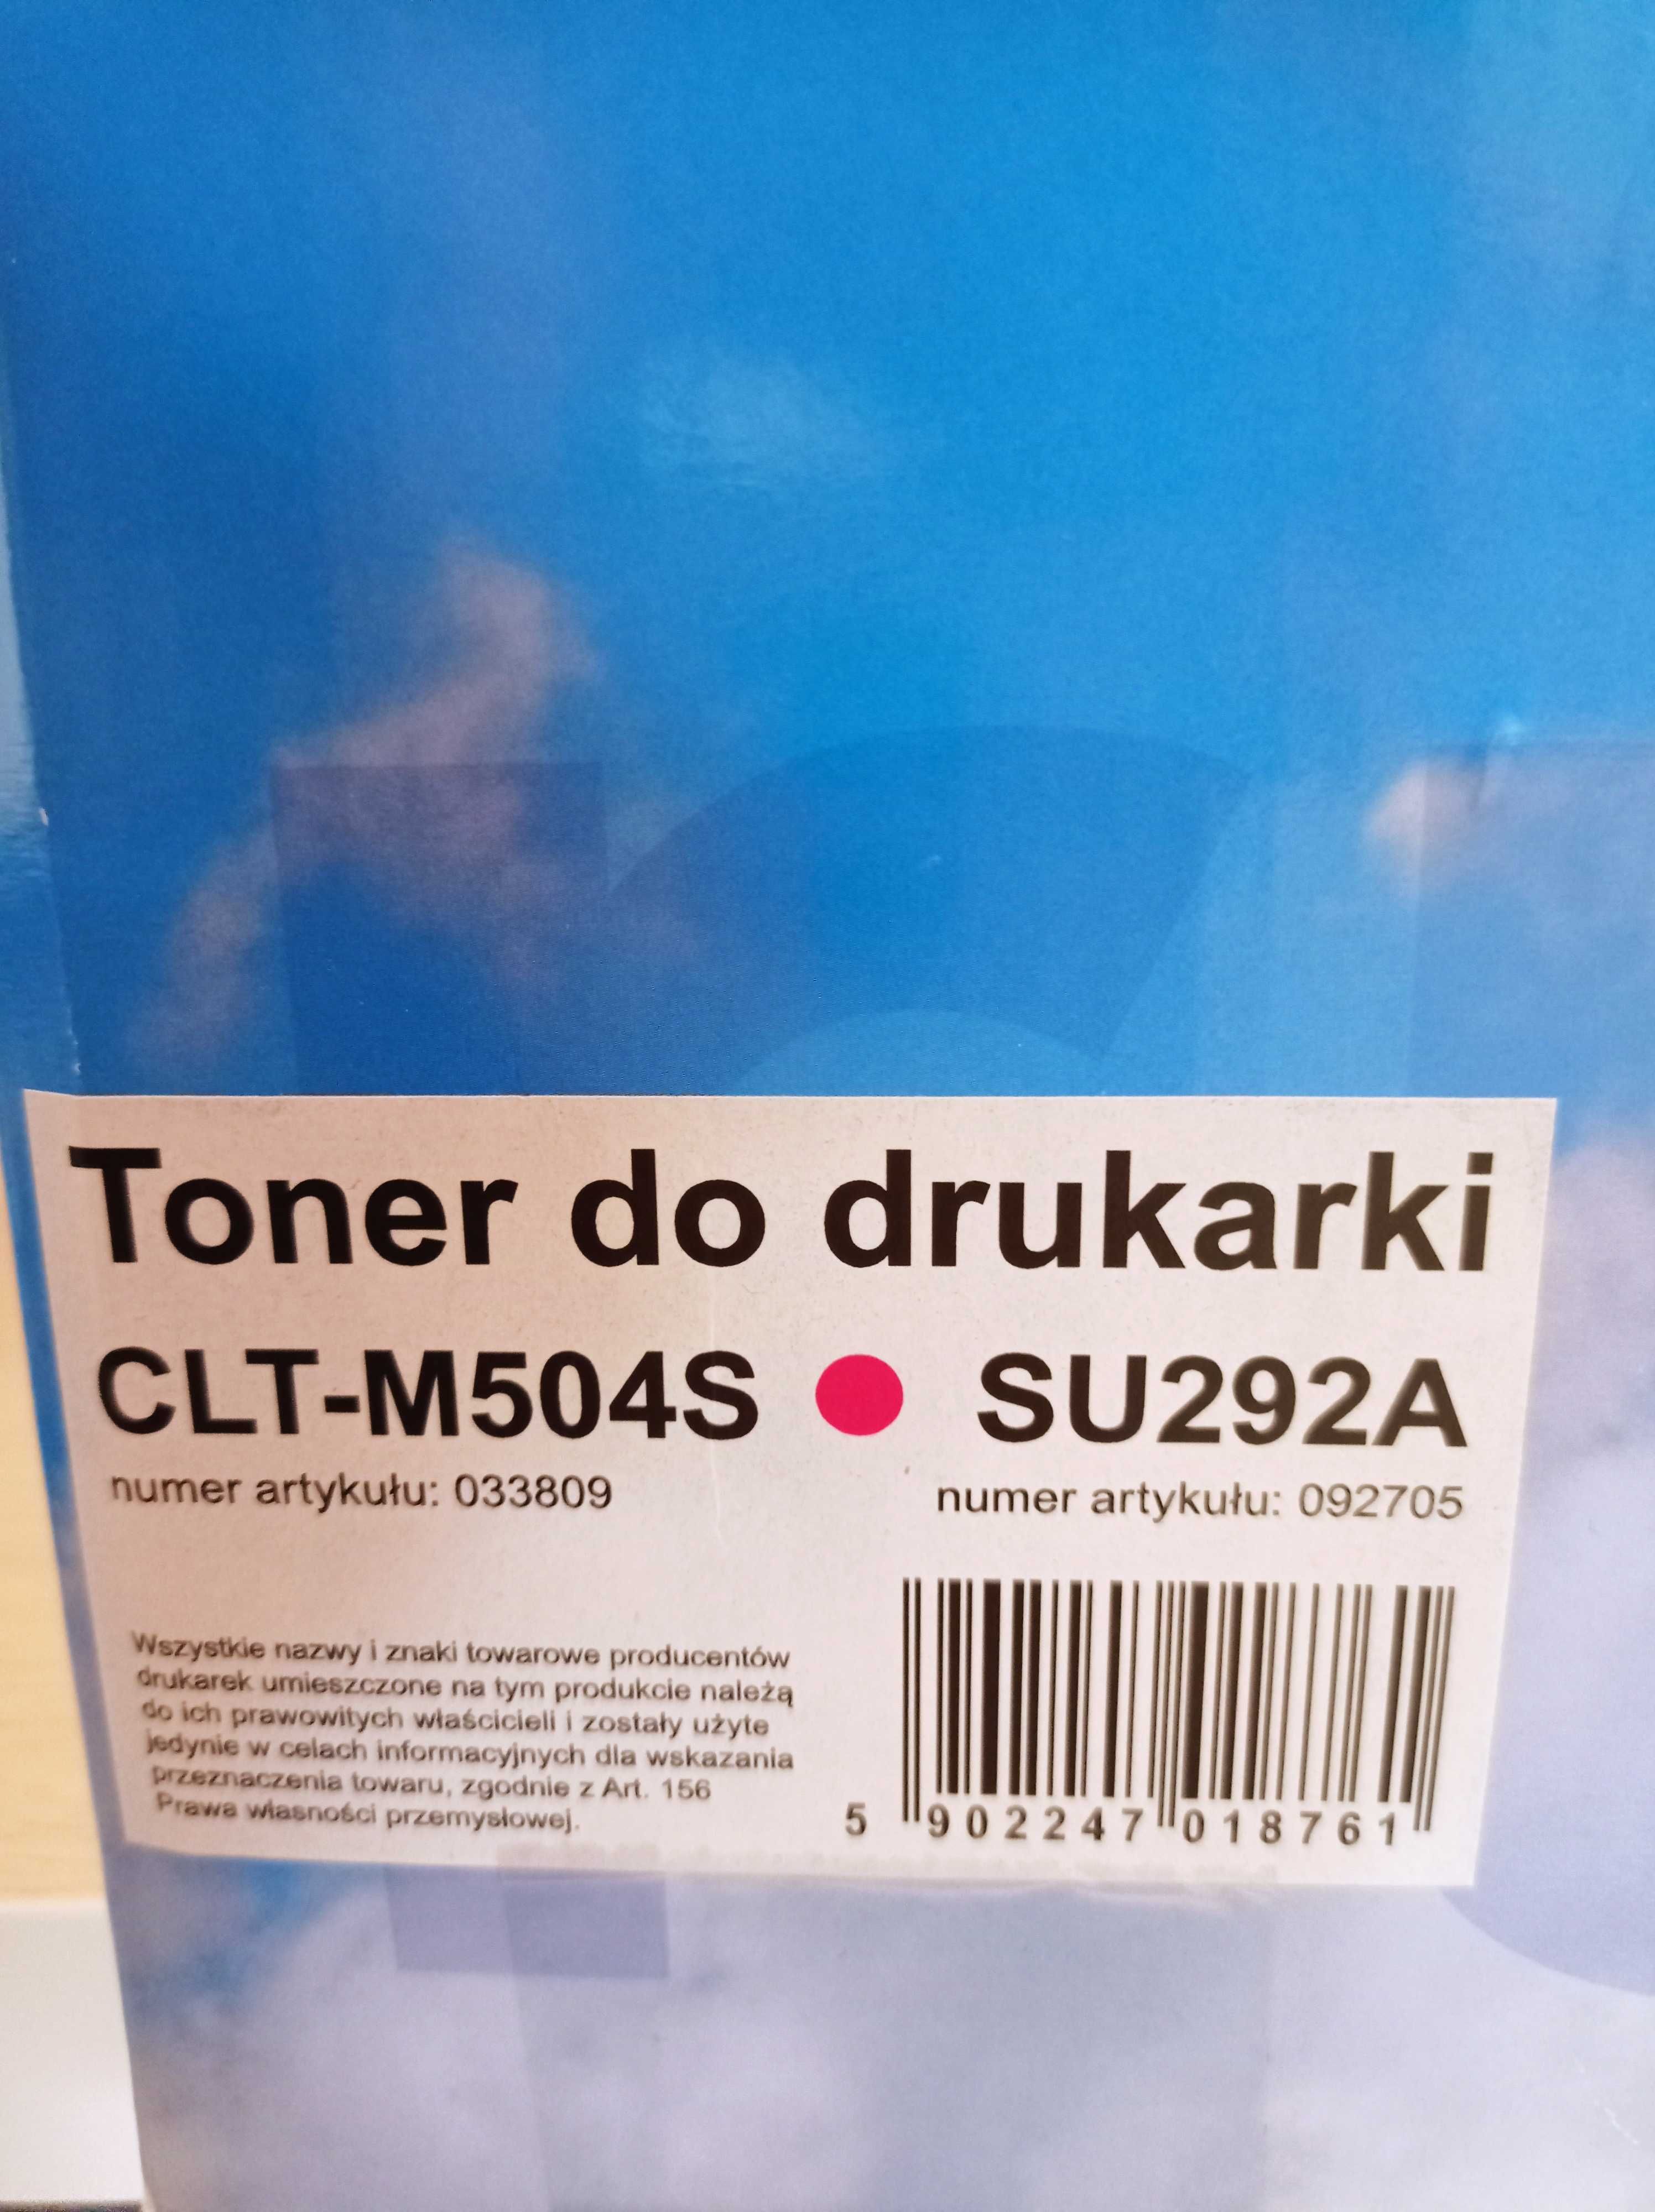 Toner do drukarki
CLT-M504S SU292A
numer artykułu: 033809 numer artykułu: 092705
Wszystkie nazwy i znaki towarowe producentów
drukarek umieszczone na tym produkcie należą
do ich prawowitych właścicieli i zostały użyte
jedynie w celach informacyjnych dla wskazania
przeznaczenia towaru, zgodnie z Art. 156
Prawa własności przemysłowej.
5 902247 018761